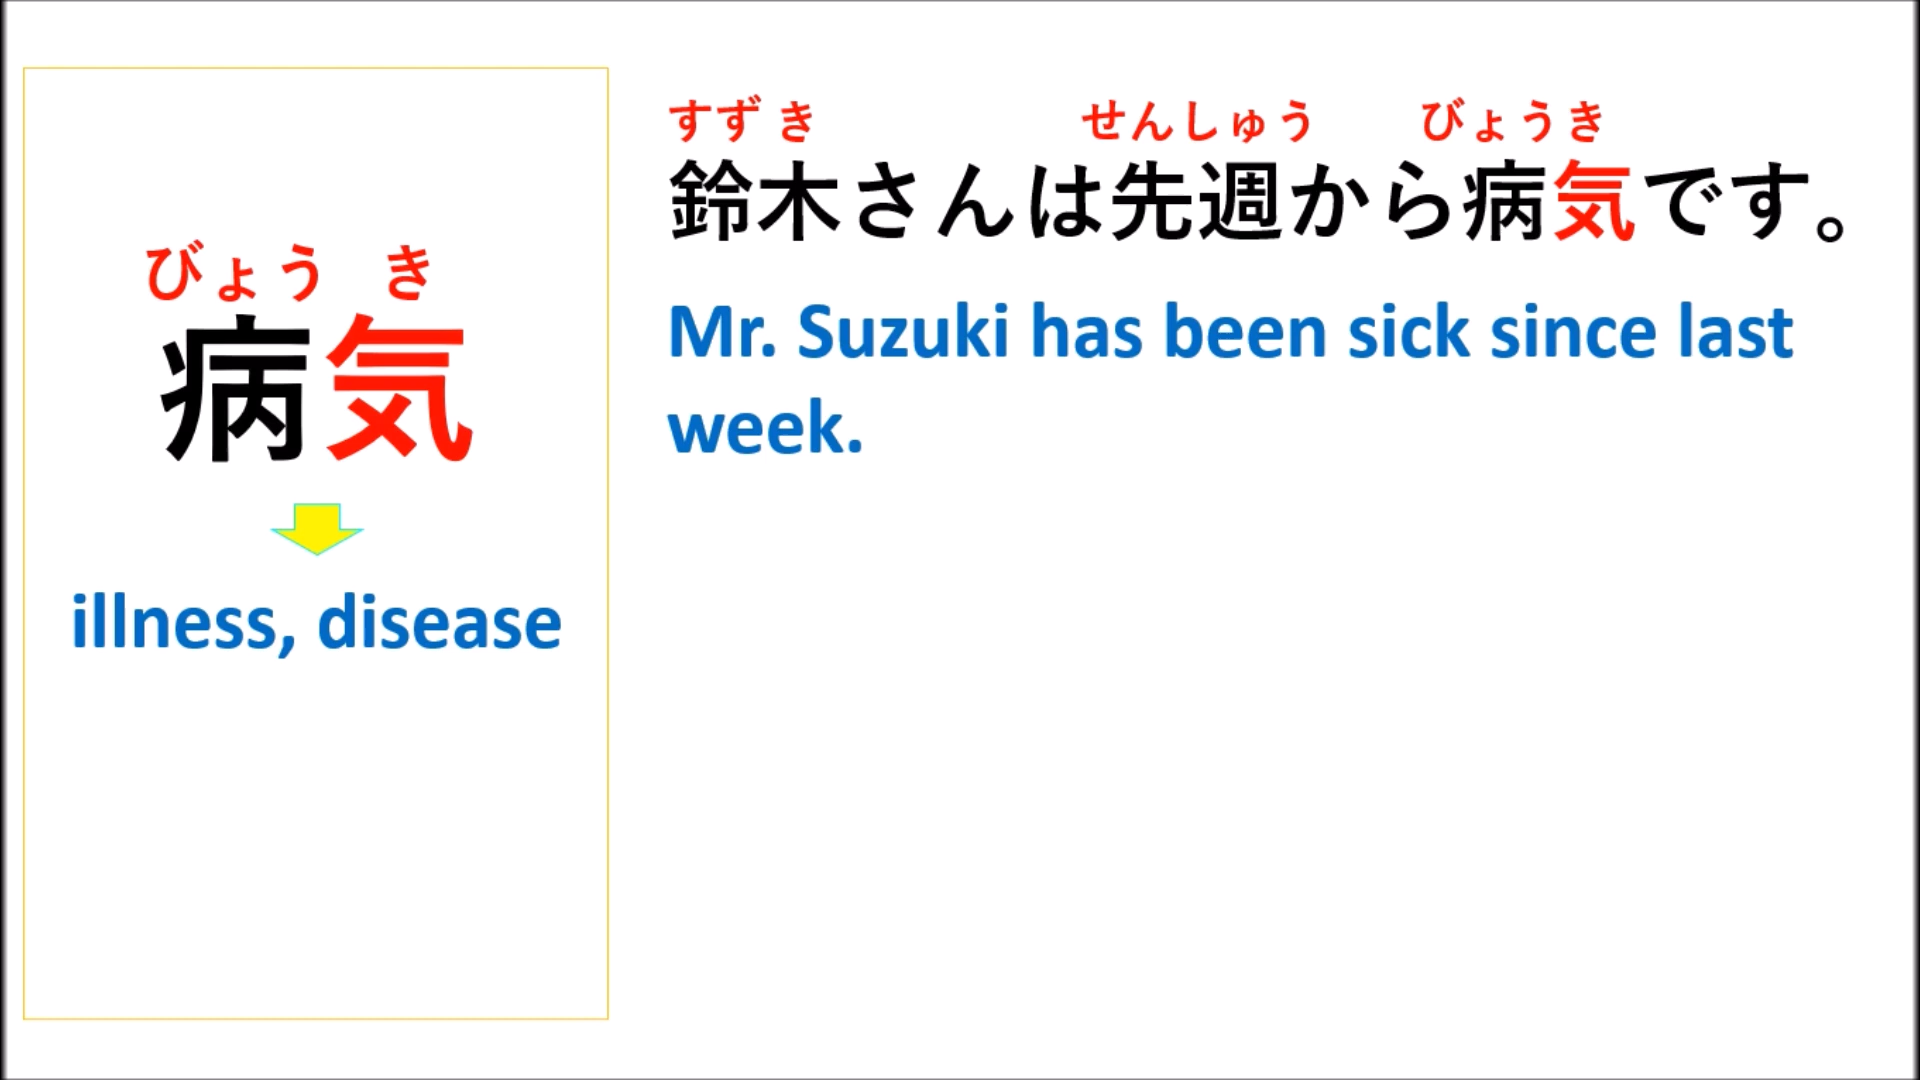 びょう き
病気
illness, disease
すずき せんしゅう びょうき
鈴木さんは先週から病気です。
Mr. Suzuki has been sick since last
week.